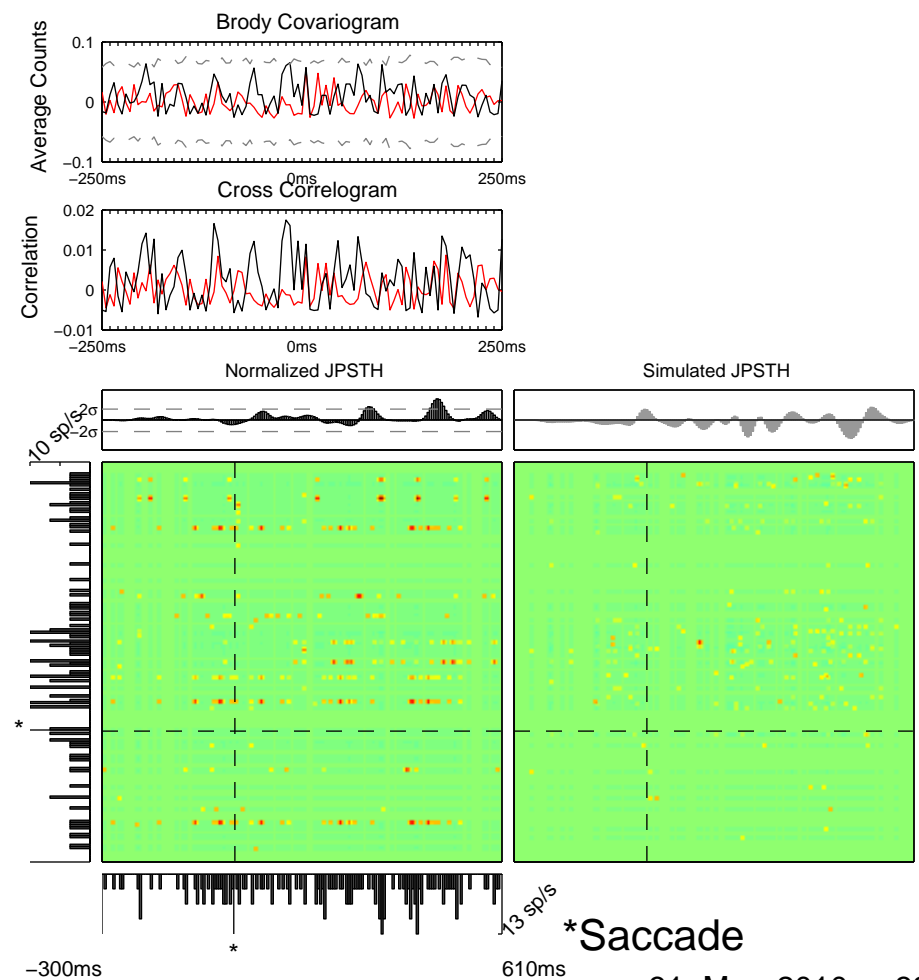 Brody Covariogram
Average Counts
0.1
0
−0.1
−250ms
0ms
250ms
Cross Correlogram
Correlation
0.02
0.01
0
−0.01
−250ms
0ms
250ms
Normalized JPSTH
Simulated JPSTH
2σ
−2σ
10 sp/s
*
*
13 sp/s
*Saccade
−300ms
610ms